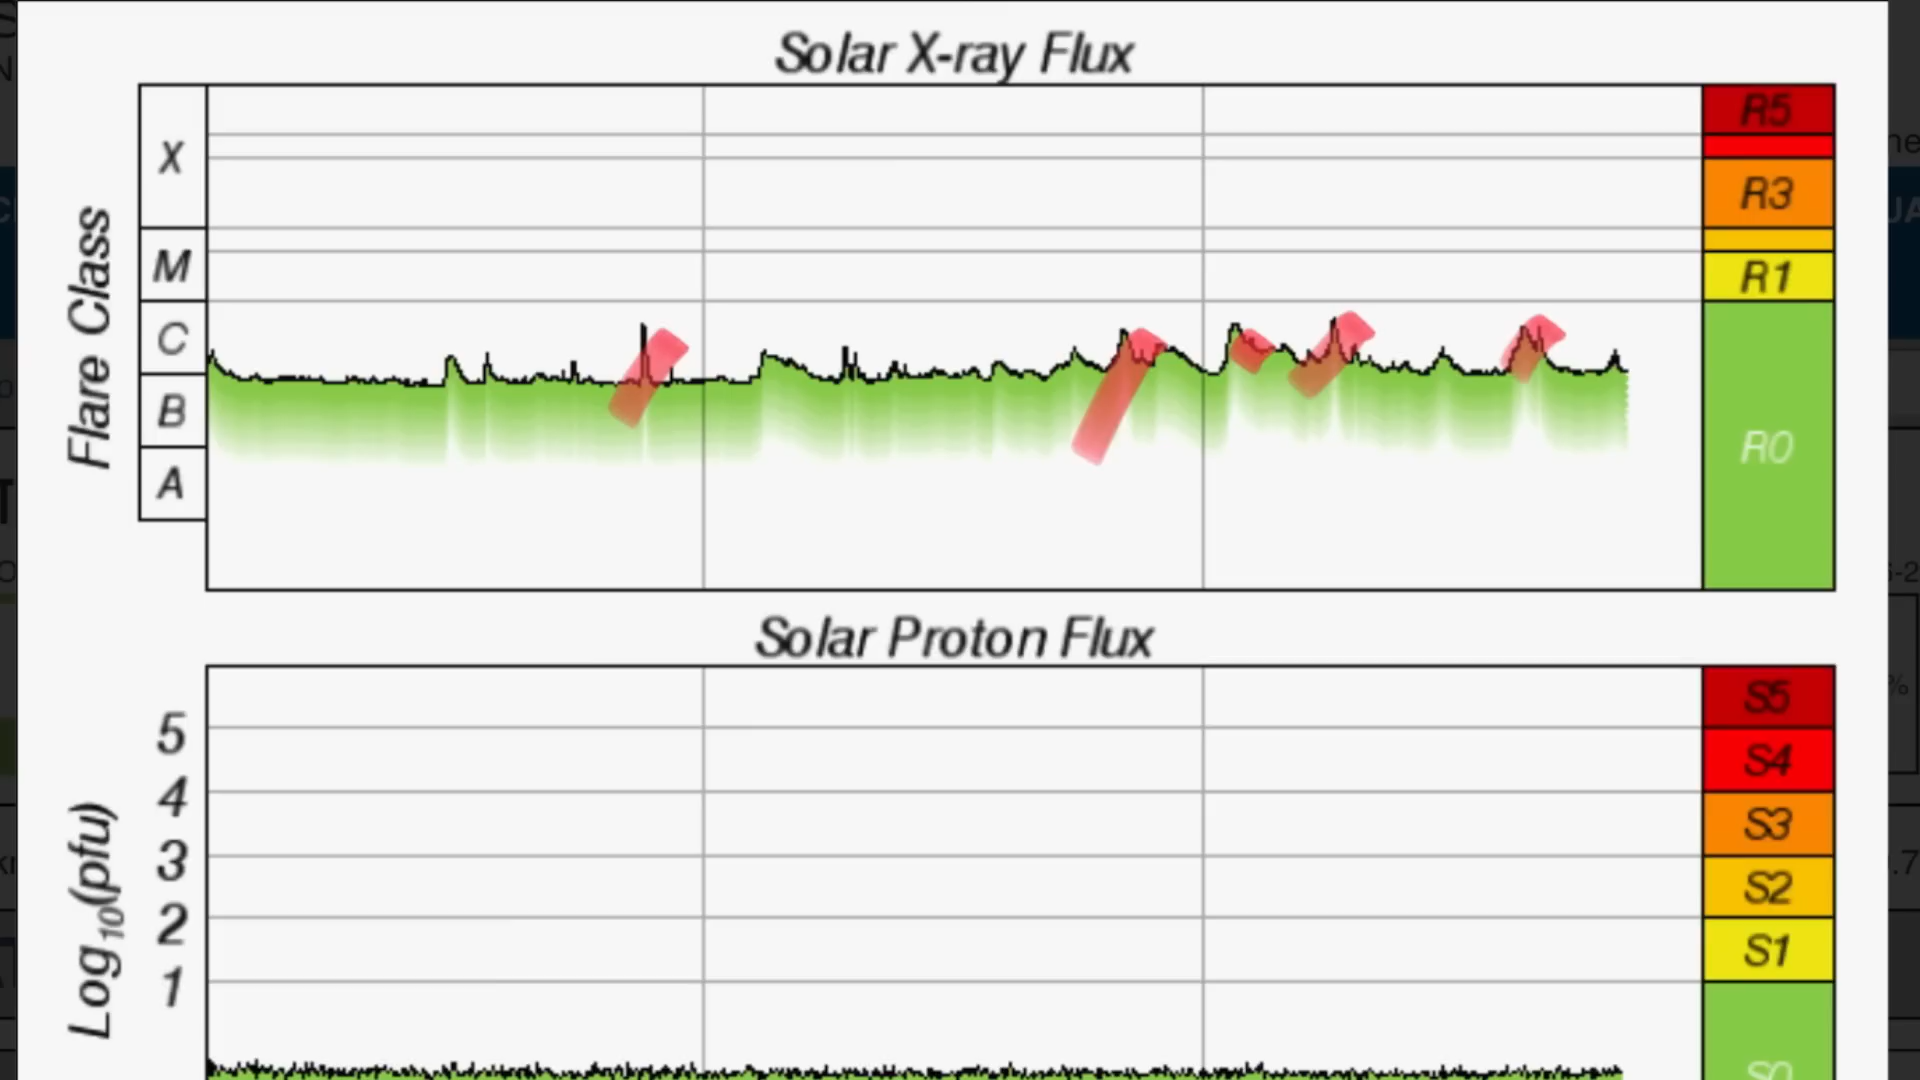 Solar X-ray Flux
Flare Class
X
M
C
B
A
R5
R3
R1
R0
Solar Proton Flux
Log10(pfu)
5
4
3
2
1
S5
S4
S3
S2
S1
S0